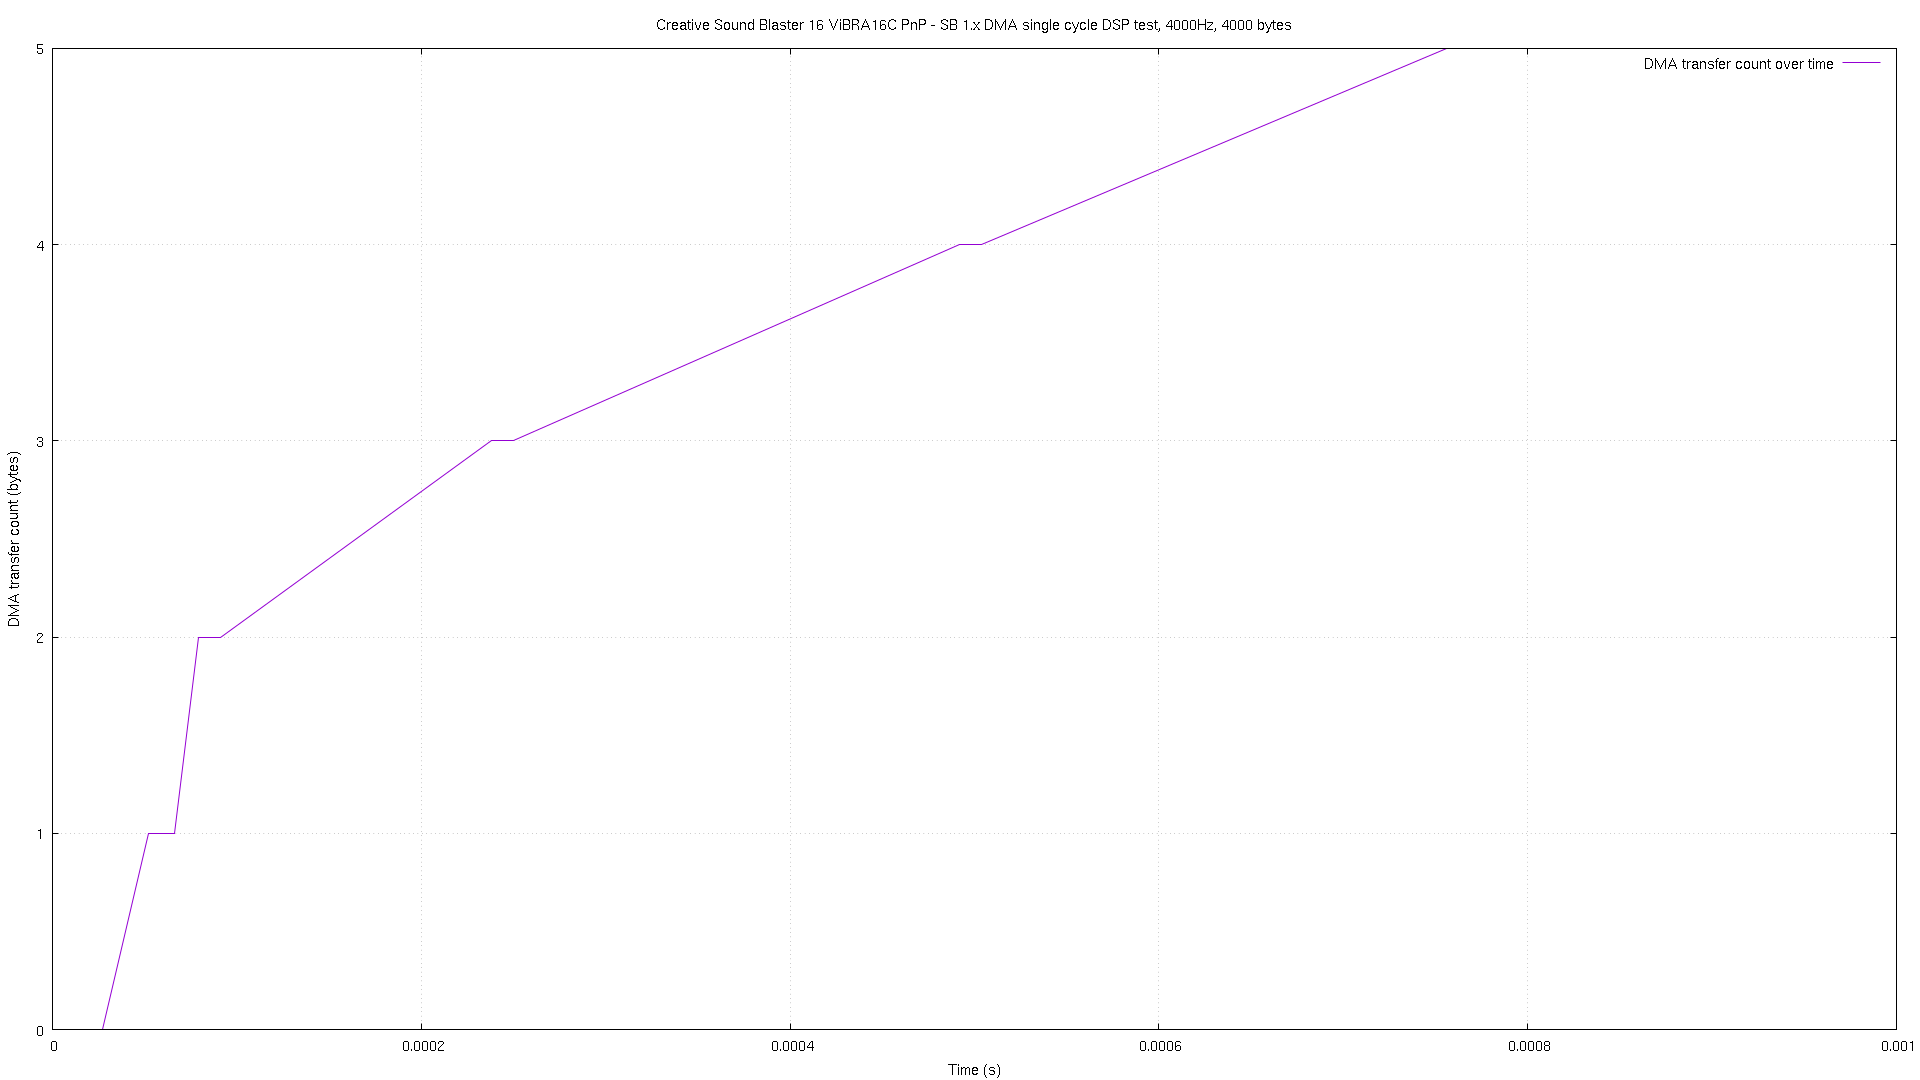 Creative Sound Blaster 16 ViBRA16C PnP - SB 1.x DMA single cycle DSP test, 4000Hz, 4000 bytes
DMA transfer count over time
DMA transfer count (bytes)
5
4
3
2
1
0
0 0.0002 0.0004 0.0006 0.0008 0.001
Time (s)